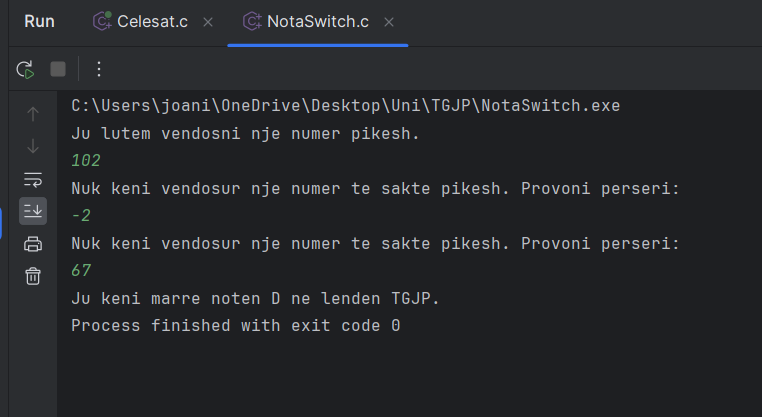 Run Celesat.c NotaSwitch.c
C:\Users\joani\OneDrive\Desktop\Uni\TGJP\NotaSwitch.exe
Ju lutem vendosni nje numer pikesh.
102
Nuk keni vendosur nje numer te sakte pikesh. Provoni perseri:
-2
Nuk keni vendosur nje numer te sakte pikesh. Provoni perseri:
67
Ju keni marre noten D ne lenden TGJP.
Process finished with exit code 0